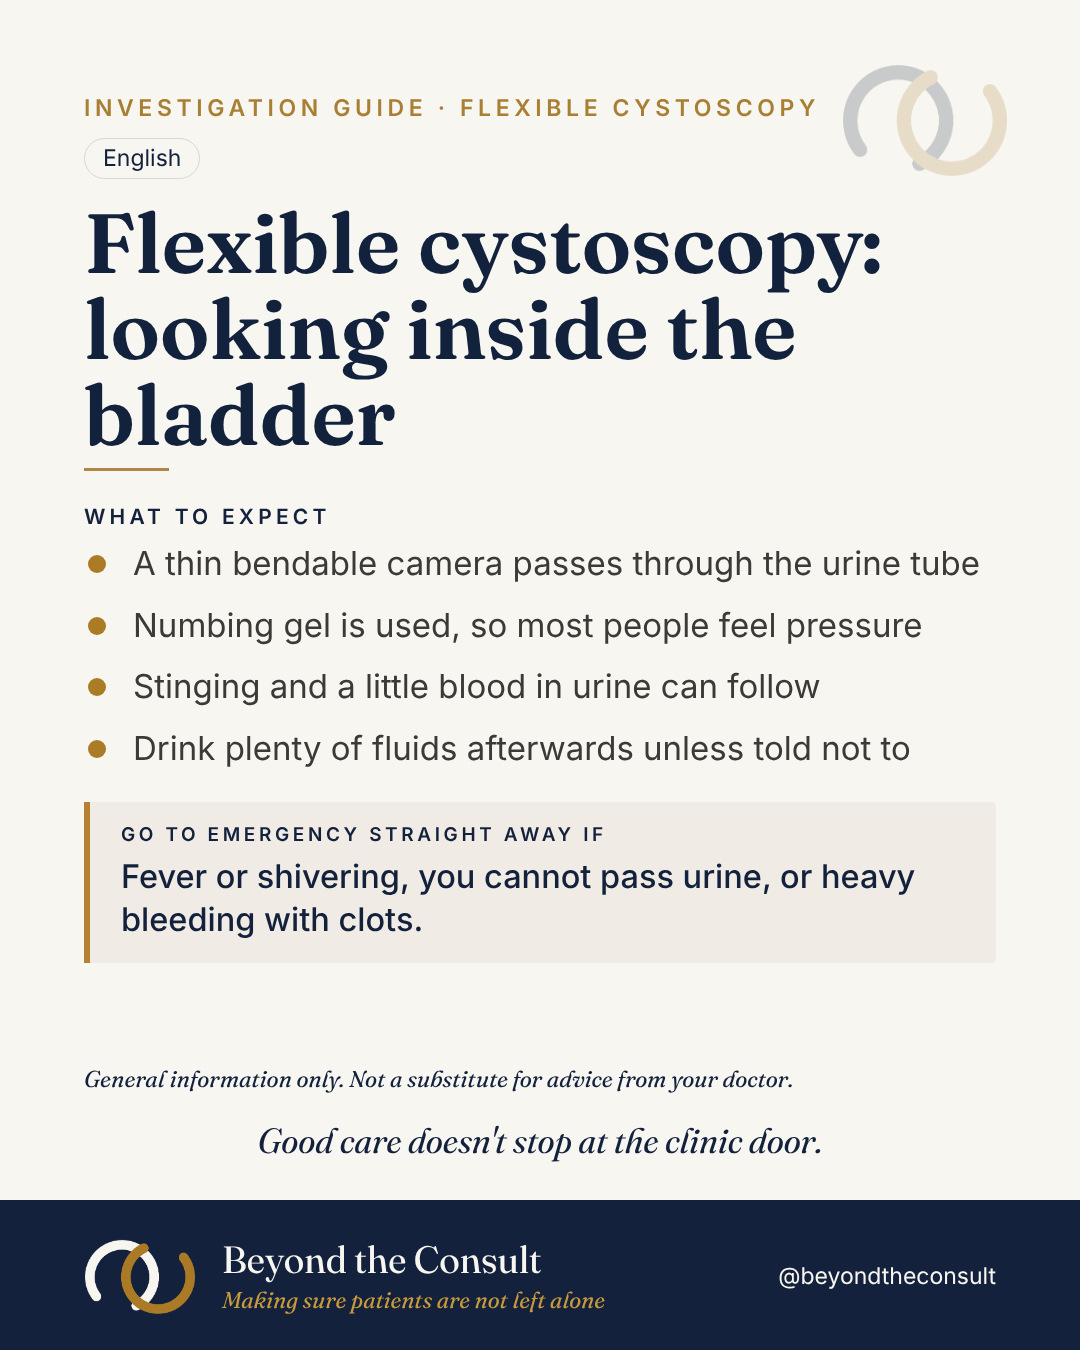 INVESTIGATION GUIDE · FLEXIBLE CYSTOSCOPY
English
Flexible cystoscopy:
looking inside the
bladder
WHAT TO EXPECT
A thin bendable camera passes through the urine tube
Numbing gel is used, so most people feel pressure
Stinging and a little blood in urine can follow
Drink plenty of fluids afterwards unless told not to
GO TO EMERGENCY STRAIGHT AWAY IF
Fever or shivering, you cannot pass urine, or heavy
bleeding with clots.
General information only. Not a substitute for advice from your doctor.
Good care doesn't stop at the clinic door.
Beyond the Consult
Making sure patients are not left alone
@beyondtheconsult